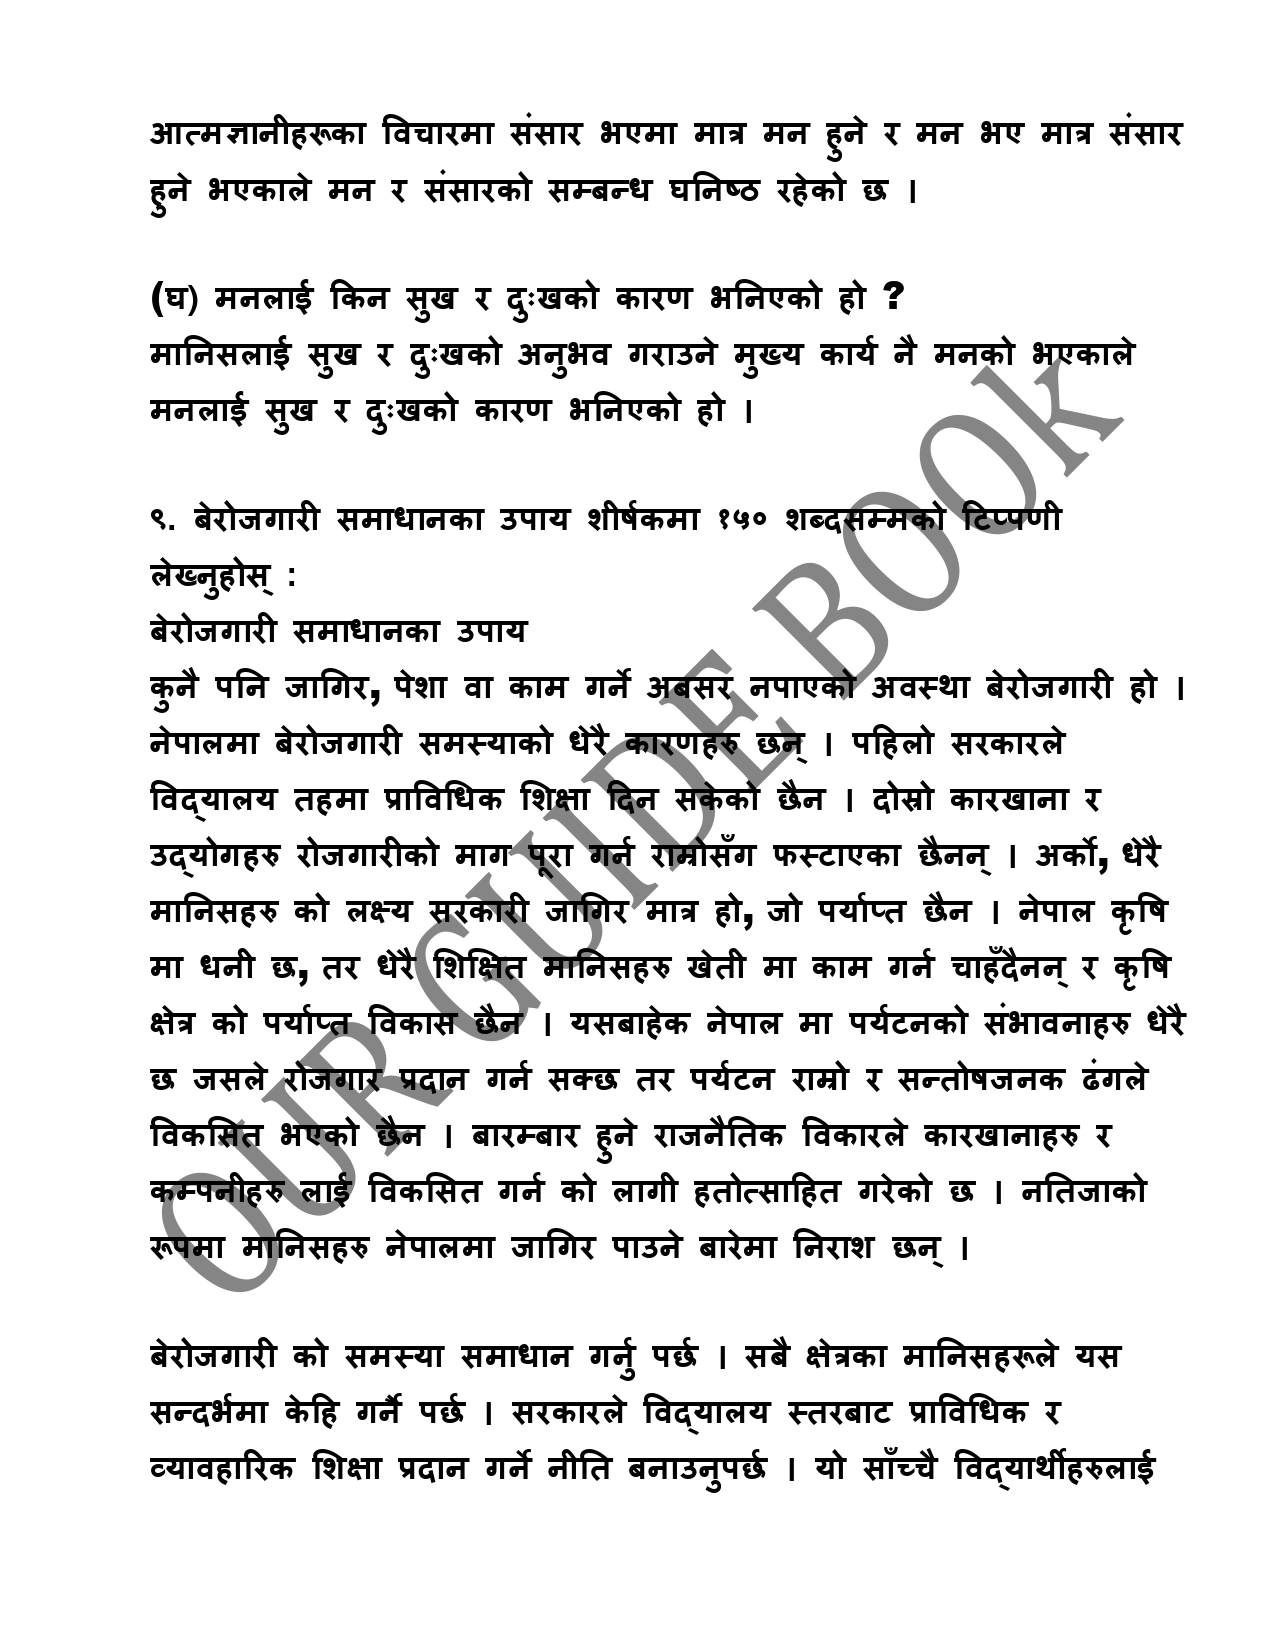 आत्मज्ञानीहरूका विचारमा संसार भएमा मात्र मन हुने र मन भए मात्र संसार
हुने भएकाले मन र संसारको सम्बन्ध घनिष्ठ रहेको छ ।
(घ) मनलाई किन सुख र दुःखको कारण भनिएको हो ?
मानिसलाई सुख र दुःखको अनुभव गराउने मुख्य कार्य नै मनको भएकाले
मनलाई सुख र दुःखको कारण भनिएको हो ।
९. बेरोजगारी समाधानका उपाय शीर्षकमा १५० शब्दसम्मको टिप्पणी
लेख्नुहोस् :
बेरोजगारी समाधानका उपाय
कुनै पनि जागिर, पेशा वा काम गर्ने अबसर नपाएको अवस्था बेरोजगारी हो ।
नेपालमा बेरोजगारी समस्याको धेरै कारणहरु छन् । पहिलो सरकारले
विद्यालय तहमा प्राविधिक शिक्षा दिन सकेको छैन । दोस्रो कारखाना र
उद्योगहरु रोजगारीको माग पूरा गर्न राम्रोसँग फस्टाएका छैनन् । अर्को, धेरै
मानिसहरु को लक्ष्य सरकारी जागिर मात्र हो, जो पर्याप्त छैन । नेपाल कृषि
मा धनी छ, तर धेरै शिक्षित मानिसहरु खेती मा काम गर्न चाहँदैनन् र कृषि
क्षेत्र को पर्याप्त विकास छैन । यसबाहेक नेपाल मा पर्यटनको संभावनाहरु धेरै
छ जसले रोजगार प्रदान गर्न सक्छ तर पर्यटन राम्रो र सन्तोषजनक ढंगले
विकसित भएको छैन । बारम्बार हुने राजनैतिक विकारले कारखानाहरु र
कम्पनीहरु लाई विकसित गर्न को लागी हतोत्साहित गरेको छ । नतिजाको
रूपमा मानिसहरु नेपालमा जागिर पाउने बारेमा निराश छन् ।
बेरोजगारी को समस्या समाधान गर्नु पर्छ । सबै क्षेत्रका मानिसहरूले यस
सन्दर्भमा केहि गर्नै पर्छ । सरकारले विद्यालय स्तरबाट प्राविधिक र
व्यावहारिक शिक्षा प्रदान गर्ने नीति बनाउनुपर्छ । यो साँच्चै विद्यार्थीहरुलाई
OUR GUIDE BOOk